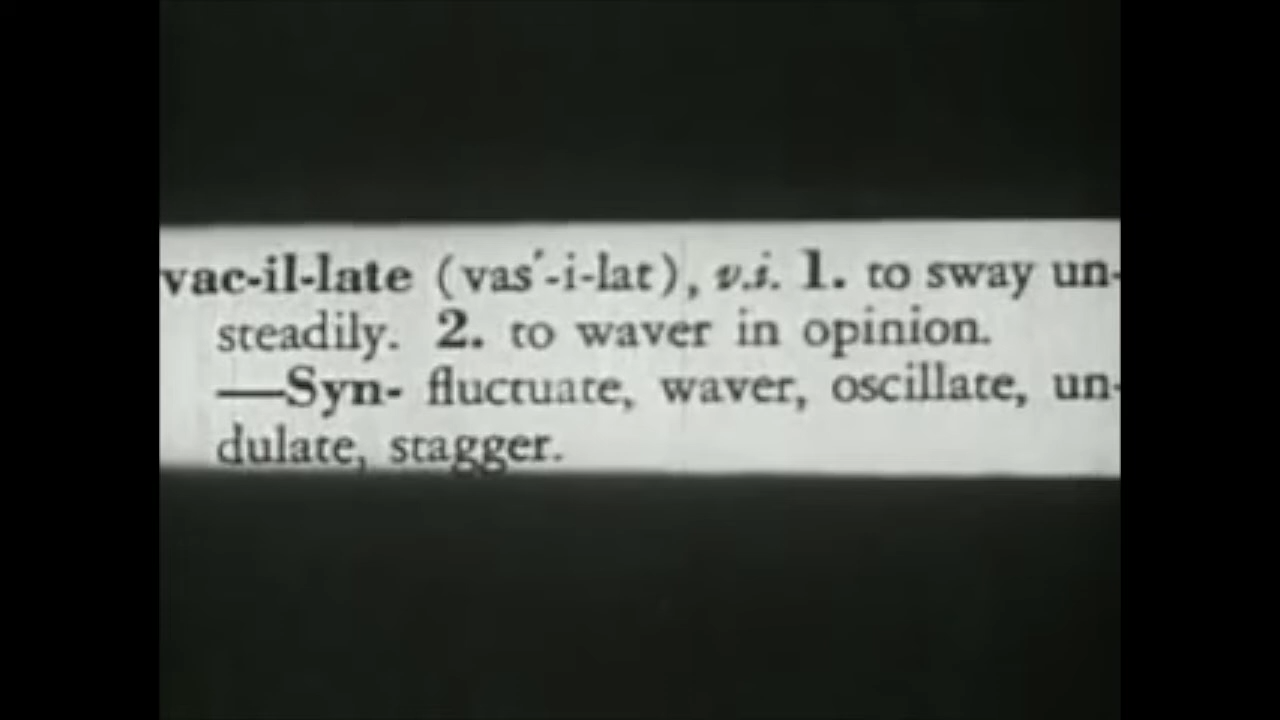 vac-il-late (vas′-i-lat), v.i. 1. to sway un-
steadily. 2. to waver in opinion.
—Syn- fluctuate, waver, oscillate, un-
dulate, stagger.